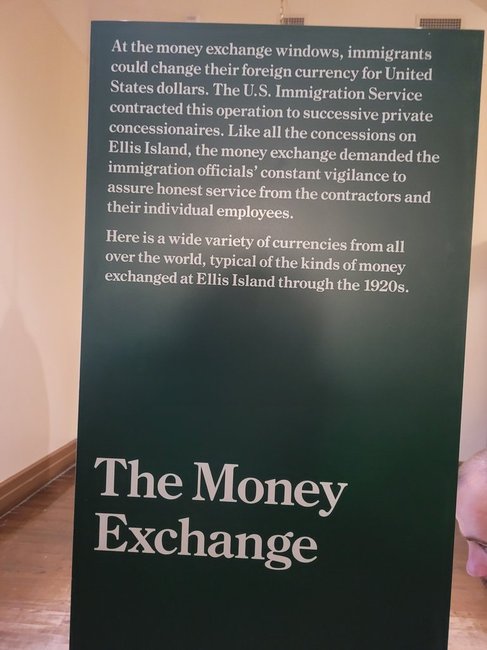 At the money exchange windows, immigrants
could change their foreign currency for United
States dollars. The U.S. Immigration Service
contracted this operation to successive private
concessionaires. Like all the concessions on
Ellis Island, the money exchange demanded the
immigration officials' constant vigilance to
assure honest service from the contractors and
their individual employees.
Here is a wide variety of currencies from all
over the world, typical of the kinds of money
exchanged at Ellis Island through the 1920s.
The Money
Exchange